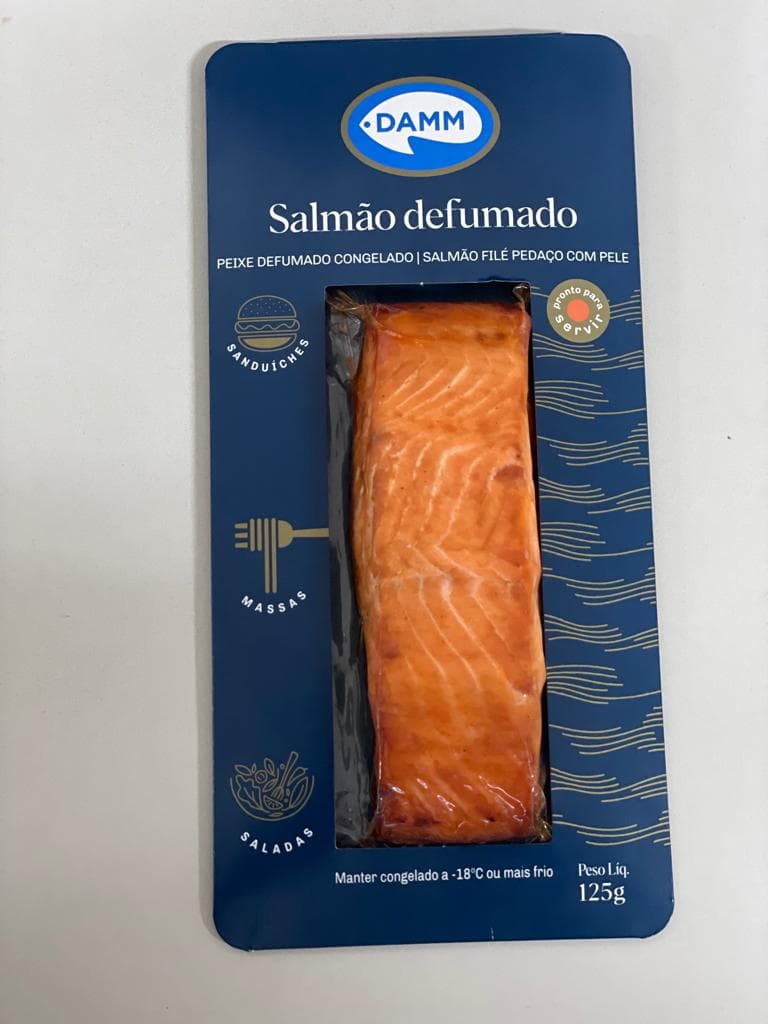 DAMM
Salmão defumado
PEIXE DEFUMADO CONGELADO | SALMÃO FILÉ PEDAÇO COM PELE
pronto para
servir
SANDUÍCHES
MASSAS
SALADAS
Manter congelado a -18°C ou mais frio
Peso Líq.
125g